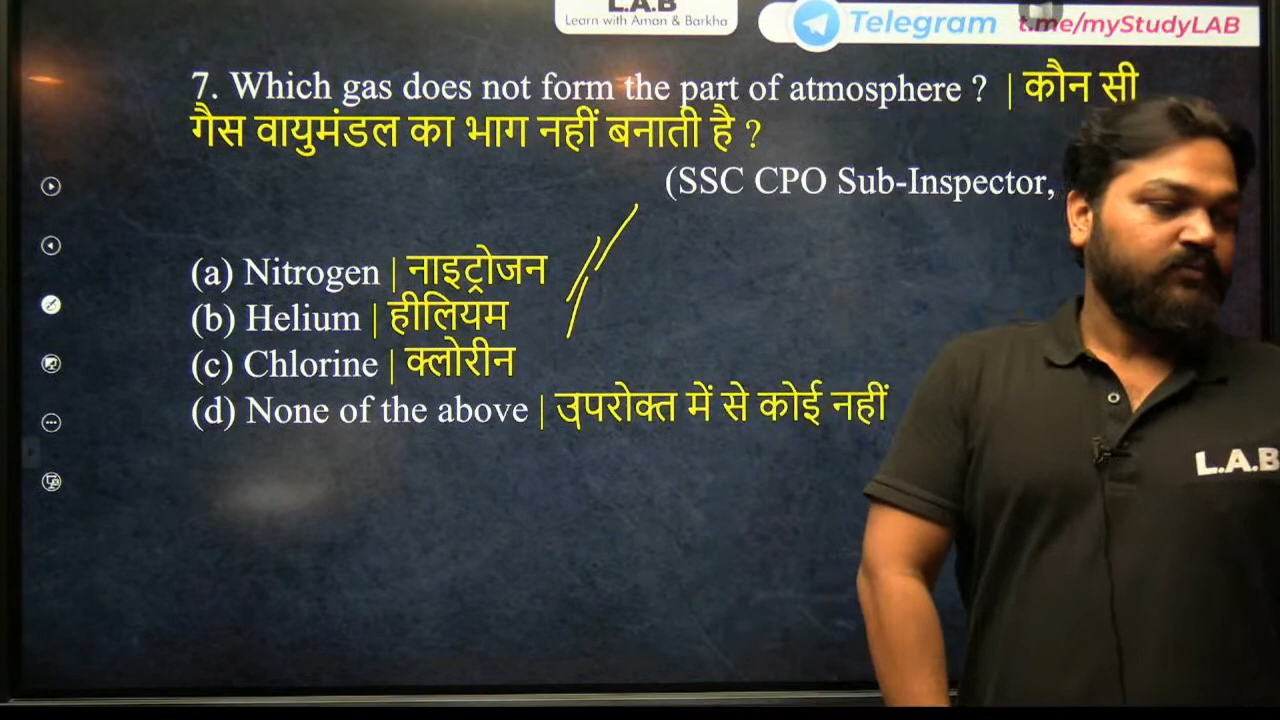 L.A.B
Learn with Aman & Barkha
Telegram t.me/myStudyLAB
7. Which gas does not form the part of atmosphere ? | कौन सी
गैस वायुमंडल का भाग नहीं बनाती है ?
(SSC CPO Sub-Inspector,
(a) Nitrogen | नाइट्रोजन
(b) Helium | हीलियम
(c) Chlorine | क्लोरीन
(d) None of the above | उपरोक्त में से कोई नहीं
L.A.B